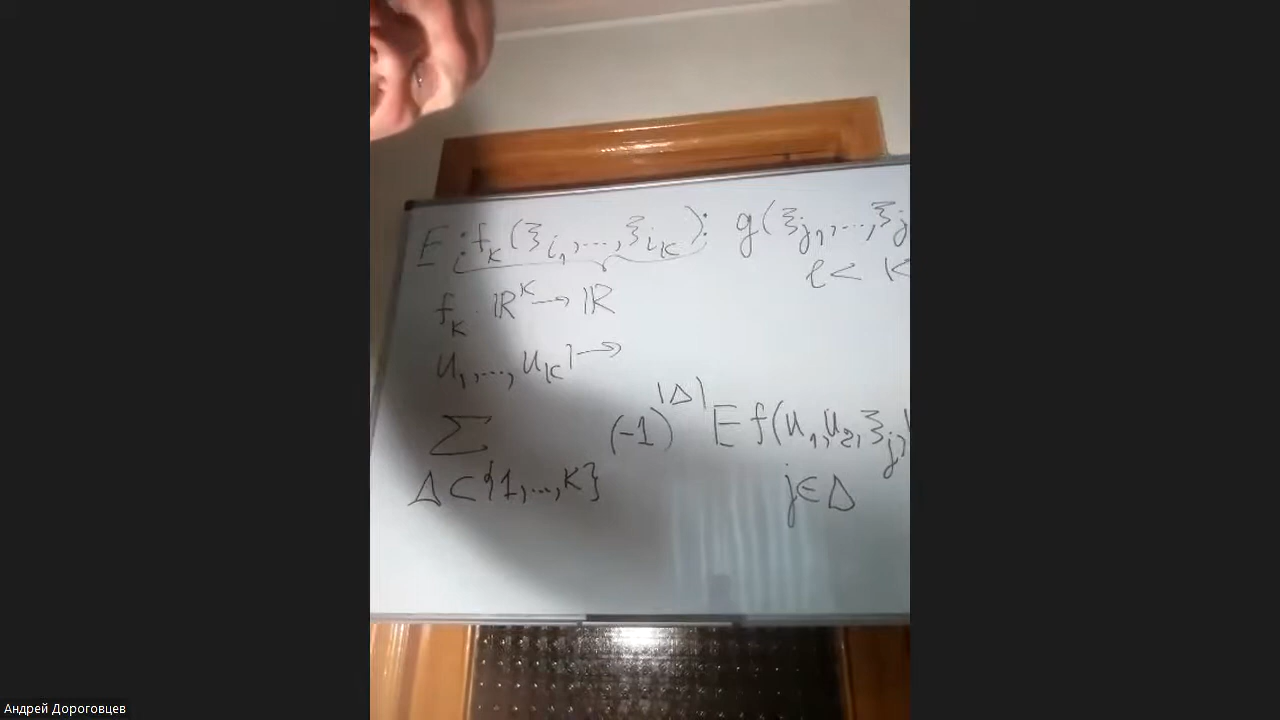 E :f_k(ξ_{i_1},...,ξ_{i_k}): g(ξ_{j_1},...,ξ_j
l < k
f_k : ℝ^k → ℝ
u_1,...,u_k ↦
Σ (-1)^{|Δ|} E f(u_1,u_2,ξ_j,
Δ⊂{1,...,k} j∈Δ
Андрей Дороговцев